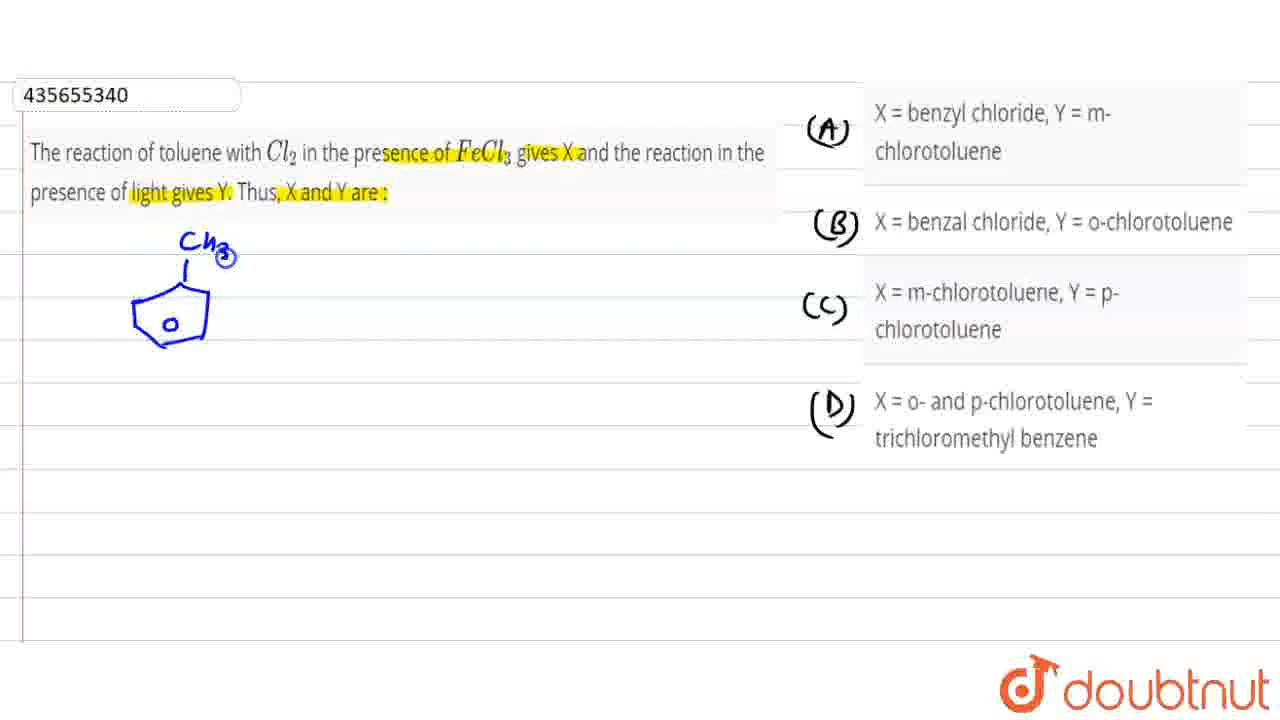 435655340
The reaction of toluene with Cl2 in the presence of FeCl3 gives X and the reaction in the
presence of light gives Y. Thus, X and Y are :
CH3
(A)
X = benzyl chloride, Y = m-
chlorotoluene
(B)
X = benzal chloride, Y = o-chlorotoluene
(C)
X = m-chlorotoluene, Y = p-
chlorotoluene
(D)
X = o- and p-chlorotoluene, Y =
trichloromethyl benzene
doubtnut